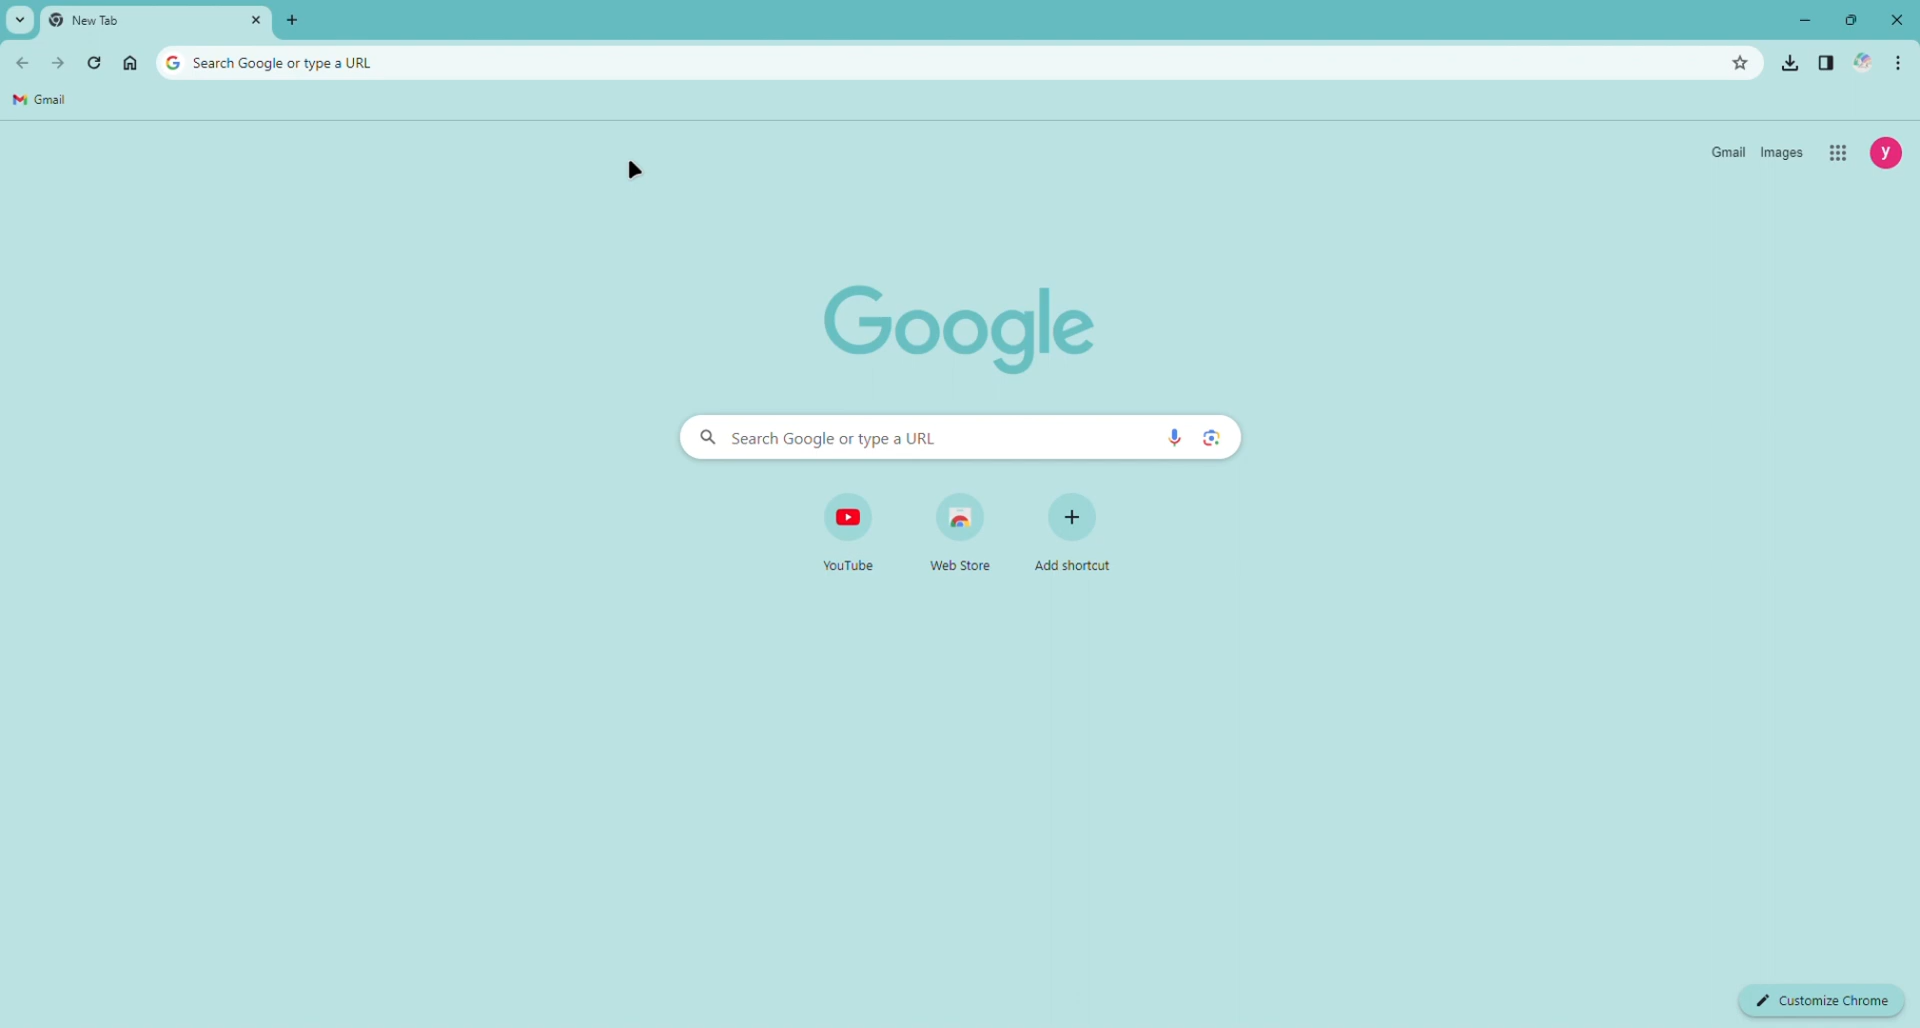 New Tab
Search Google or type a URL
Gmail
Gmail Images y
Google
Search Google or type a URL
YouTube Web Store Add shortcut
Customize Chrome